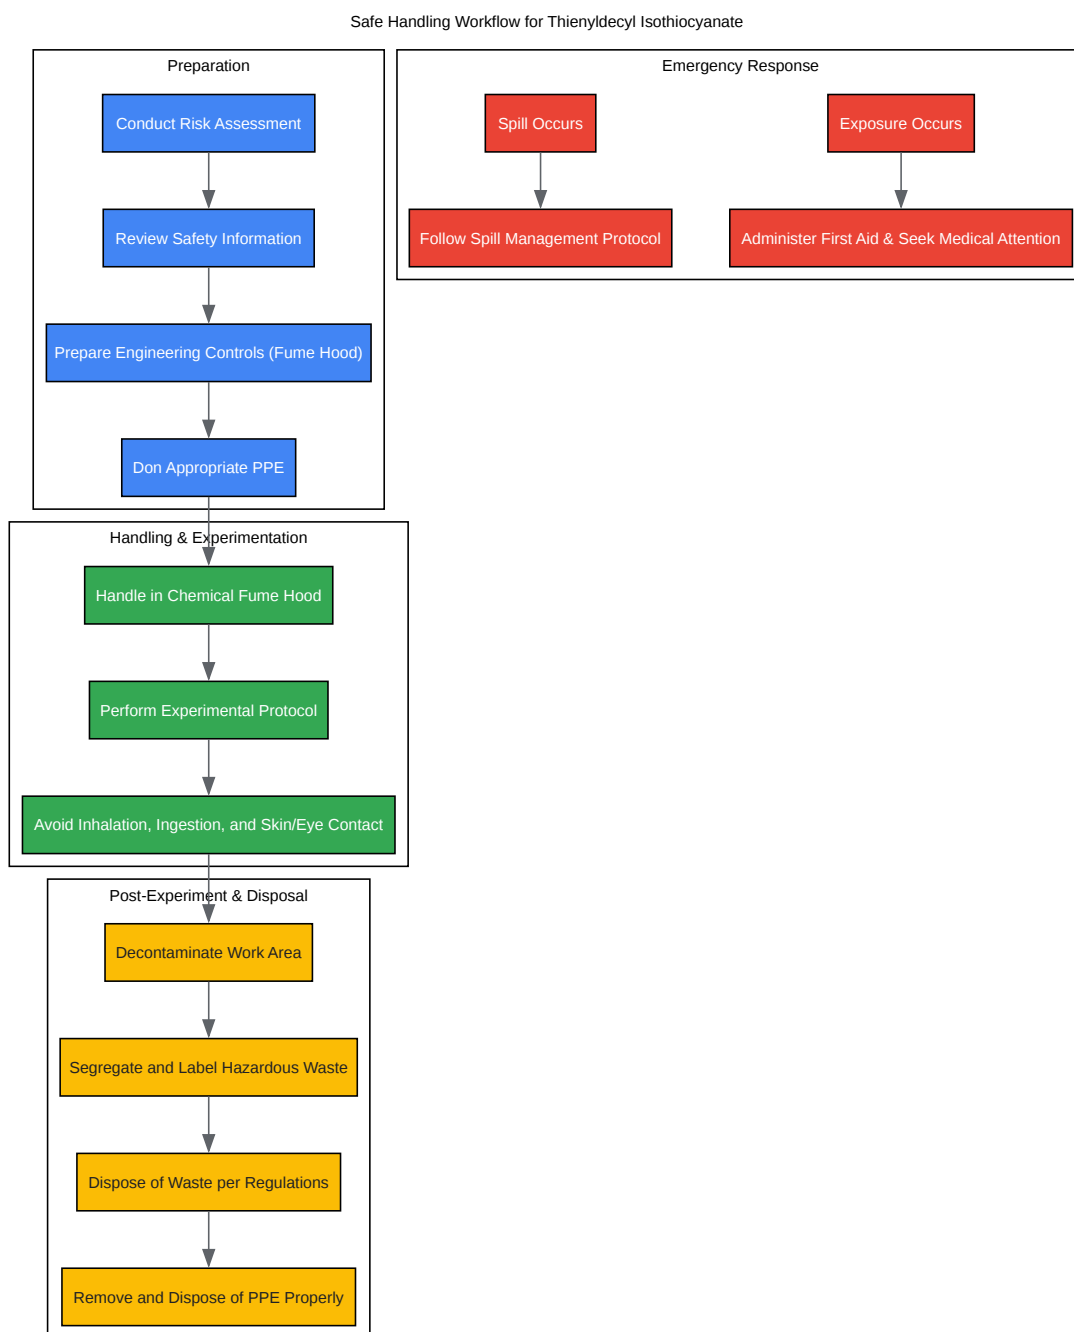 Safe Handling Workflow for Thienyldecyl Isothiocyanate
Preparation
Conduct Risk Assessment
Review Safety Information
Prepare Engineering Controls (Fume Hood)
Don Appropriate PPE
Emergency Response
Spill Occurs
Exposure Occurs
Follow Spill Management Protocol
Administer First Aid & Seek Medical Attention
Handling & Experimentation
Handle in Chemical Fume Hood
Perform Experimental Protocol
Avoid Inhalation, Ingestion, and Skin/Eye Contact
Post-Experiment & Disposal
Decontaminate Work Area
Segregate and Label Hazardous Waste
Dispose of Waste per Regulations
Remove and Dispose of PPE Properly